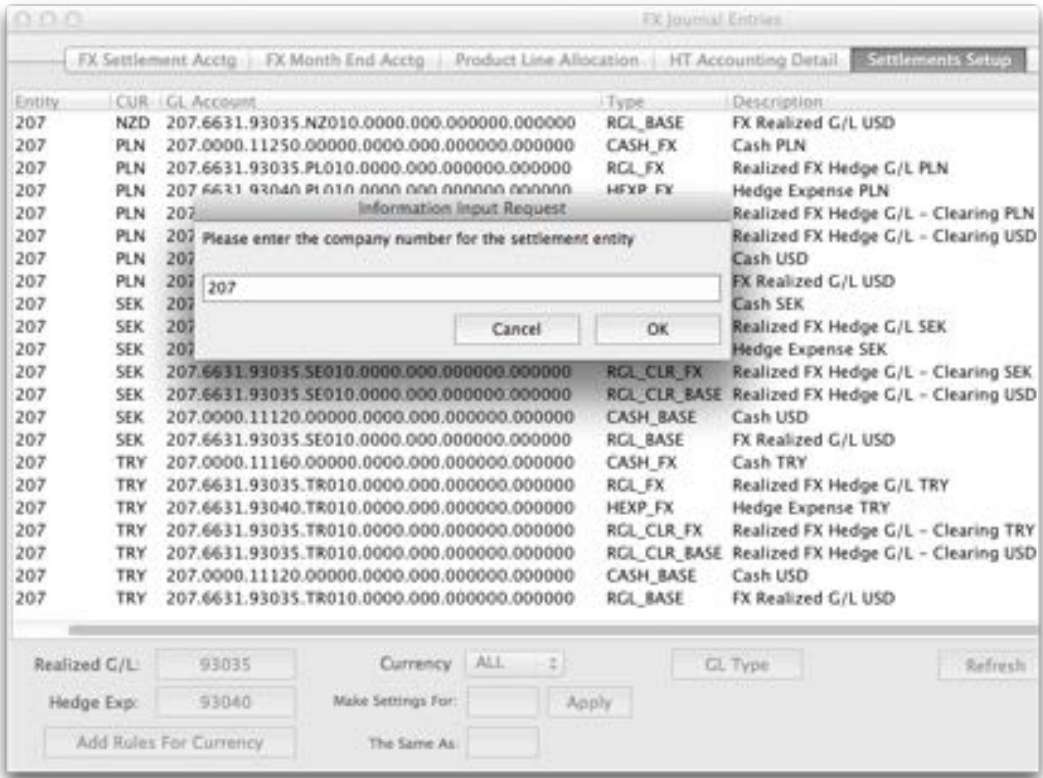 FX Journal Entries
FX Settlement Acctg FX Month End Acctg Product Line Allocation HT Accounting Detail Settlements Setup
Entity CUR GL Account Type Description
207 NZD 207.6631.93035.NZ010.0000.000.000000.000000 RGL_BASE FX Realized G/L USD
207 PLN 207.0000.11250.00000.0000.000.000000.000000 CASH_FX Cash PLN
207 PLN 207.6631.93035.PL010.0000.000.000000.000000 RGL_FX Realized FX Hedge G/L PLN
207 PLN 207.6631.93040.PL010.0000.000.000000.000000 HEXP_FX Hedge Expense PLN
Information Input Request
207 PLN 207 Realized FX Hedge G/L - Clearing PLN
207 PLN 207 Please enter the company number for the settlement entity Realized FX Hedge G/L - Clearing USD
207 PLN 207 Cash USD
207 PLN 207 207 FX Realized G/L USD
207 SEK 207 Cash SEK
207 SEK 207 Cancel OK Realized FX Hedge G/L SEK
207 SEK 207 Hedge Expense SEK
207 SEK 207.6631.93035.SE010.0000.000.000000.000000 RGL_CLR_FX Realized FX Hedge G/L - Clearing SEK
207 SEK 207.6631.93035.SE010.0000.000.000000.000000 RGL_CLR_BASE Realized FX Hedge G/L - Clearing USD
207 SEK 207.0000.11120.00000.0000.000.000000.000000 CASH_BASE Cash USD
207 SEK 207.6631.93035.SE010.0000.000.000000.000000 RGL_BASE FX Realized G/L USD
207 TRY 207.0000.11160.00000.0000.000.000000.000000 CASH_FX Cash TRY
207 TRY 207.6631.93035.TR010.0000.000.000000.000000 RGL_FX Realized FX Hedge G/L TRY
207 TRY 207.6631.93040.TR010.0000.000.000000.000000 HEXP_FX Hedge Expense TRY
207 TRY 207.6631.93035.TR010.0000.000.000000.000000 RGL_CLR_FX Realized FX Hedge G/L - Clearing TRY
207 TRY 207.6631.93035.TR010.0000.000.000000.000000 RGL_CLR_BASE Realized FX Hedge G/L - Clearing USD
207 TRY 207.0000.11120.00000.0000.000.000000.000000 CASH_BASE Cash USD
207 TRY 207.6631.93035.TR010.0000.000.000000.000000 RGL_BASE FX Realized G/L USD
Realized G/L: 93035 Currency ALL GL Type Refresh
Hedge Exp: 93040 Make Settings For: Apply
Add Rules For Currency The Same As: